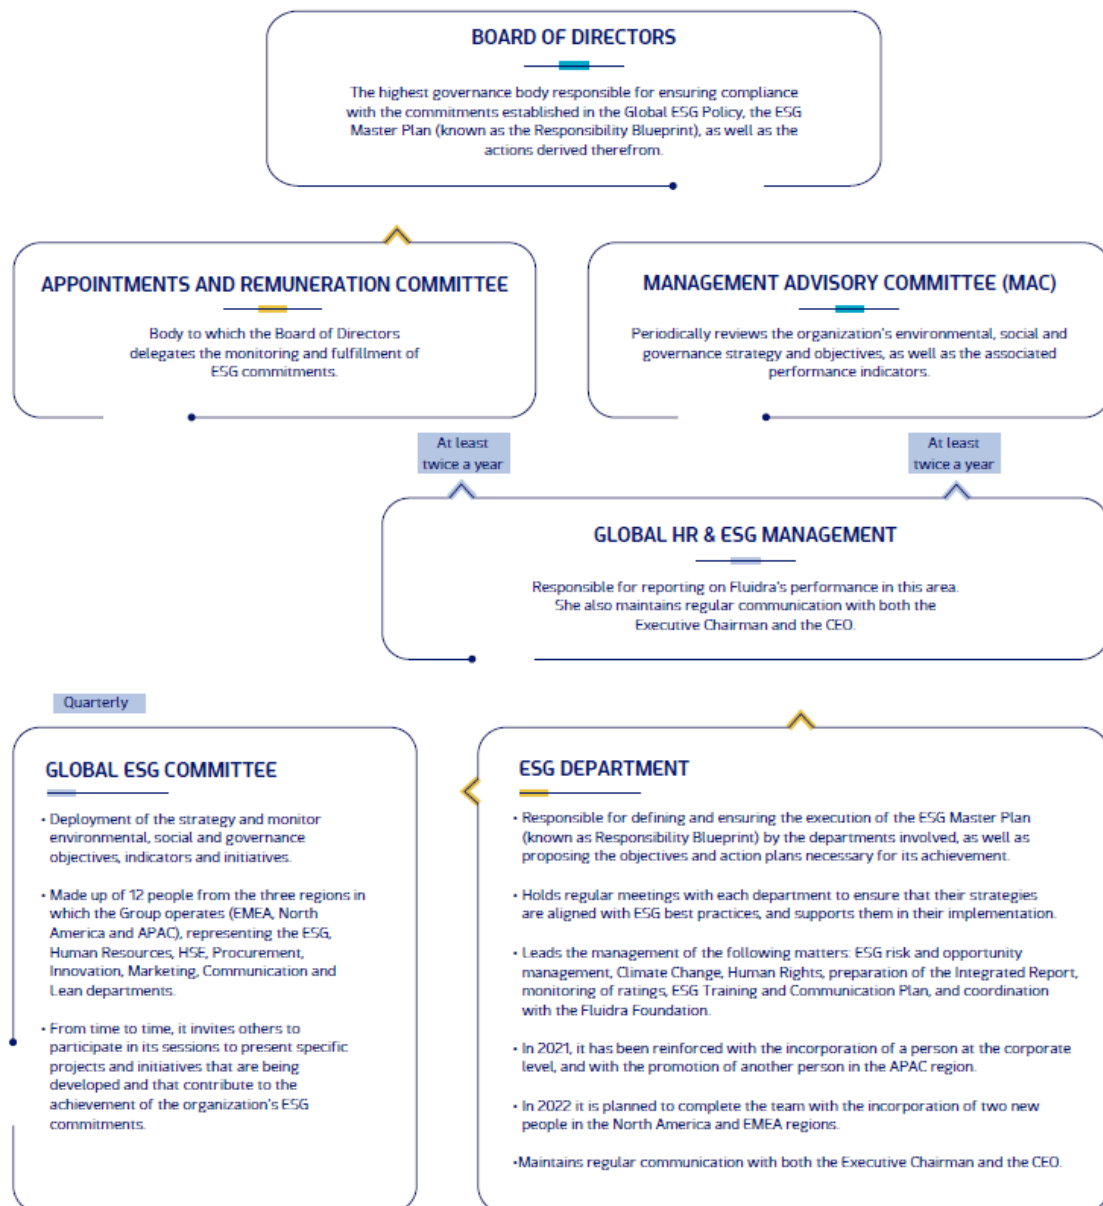 BOARD OF DIRECTORS
The highest governance body responsible for ensuring compliance
with the commitments established in the Global ESG Policy, the ESG
Master Plan (known as the Responsibility Blueprint), as well as the
actions derived therefrom.
APPOINTMENTS AND REMUNERATION COMMITTEE
Body to which the Board of Directors
delegates the monitoring and fulfillment of
ESG commitments.
MANAGEMENT ADVISORY COMMITTEE (MAC)
Periodically reviews the organization's environmental, social and
governance strategy and objectives, as well as the associated
performance indicators.
At least
twice a year
At least
twice a year
GLOBAL HR & ESG MANAGEMENT
Responsible for reporting on Fluidra's performance in this area.
She also maintains regular communication with both the
Executive Chairman and the CEO.
Quarterly
GLOBAL ESG COMMITTEE
• Deployment of the strategy and monitor
environmental, social and governance
objectives, indicators and initiatives.
• Made up of 12 people from the three regions in
which the Group operates (EMEA, North
America and APAC), representing the ESG,
Human Resources, HSE, Procurement,
Innovation, Marketing, Communication and
Lean departments.
• From time to time, it invites others to
participate in its sessions to present specific
projects and initiatives that are being
developed and that contribute to the
achievement of the organization's ESG
commitments.
ESG DEPARTMENT
• Responsible for defining and ensuring the execution of the ESG Master Plan
(known as Responsibility Blueprint) by the departments involved, as well as
proposing the objectives and action plans necessary for its achievement.
• Holds regular meetings with each department to ensure that their strategies
are aligned with ESG best practices, and supports them in their implementation.
• Leads the management of the following matters: ESG risk and opportunity
management, Climate Change, Human Rights, preparation of the Integrated Report,
monitoring of ratings, ESG Training and Communication Plan, and coordination
with the Fluidra Foundation.
• In 2021, it has been reinforced with the incorporation of a person at the corporate
level, and with the promotion of another person in the APAC region.
• In 2022 it is planned to complete the team with the incorporation of two new
people in the North America and EMEA regions.
•Maintains regular communication with both the Executive Chairman and the CEO.